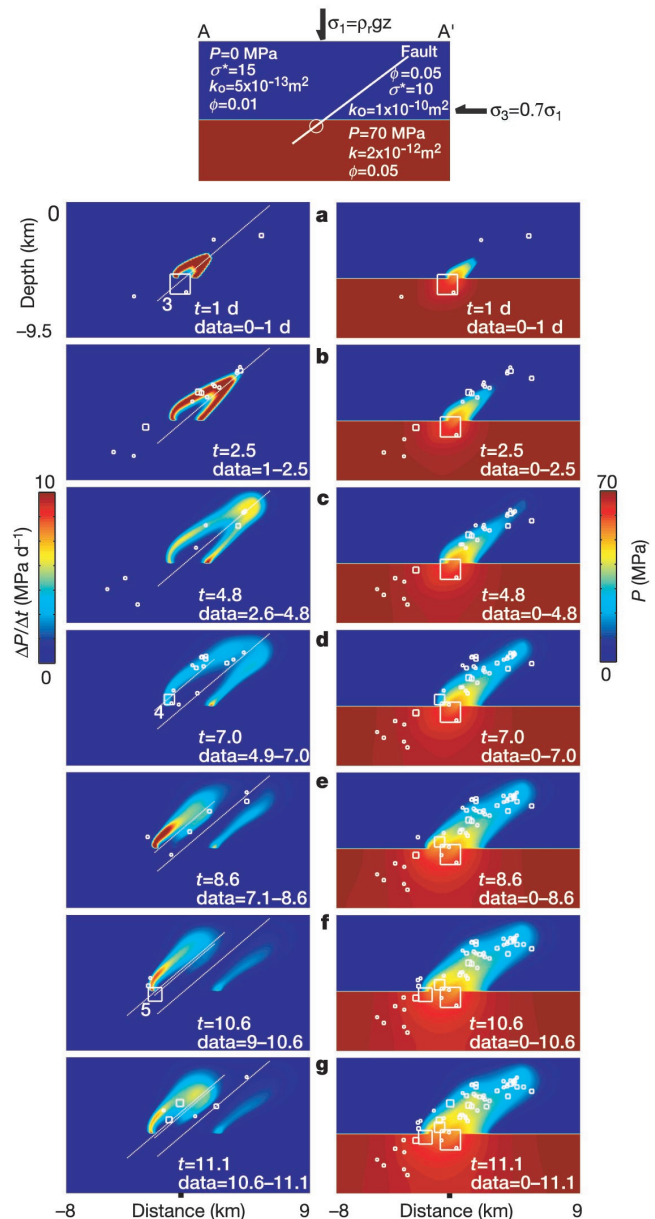 A
A'
σ₁=ρᵣgz
P=0 MPa
σ*=15
kₒ=5x10⁻¹³m²
ϕ=0.01
Fault
ϕ=0.05
σ*=10
kₒ=1x10⁻¹⁰m²
σ₃=0.7σ₁
P=70 MPa
k=2x10⁻¹²m²
ϕ=0.05
a
0
Depth (km)
−9.5
3
t=1 d
data=0–1 d
t=1 d
data=0–1 d
b
t=2.5
data=1–2.5
t=2.5
data=0–2.5
c
t=4.8
data=2.6–4.8
t=4.8
data=0–4.8
10
ΔP/Δt (MPa d⁻¹)
0
70
P (MPa)
0
d
4
t=7.0
data=4.9–7.0
t=7.0
data=0–7.0
e
t=8.6
data=7.1–8.6
t=8.6
data=0–8.6
f
5
t=10.6
data=9–10.6
t=10.6
data=0–10.6
g
t=11.1
data=10.6–11.1
t=11.1
data=0–11.1
−8 Distance (km) 9
−8 Distance (km) 9